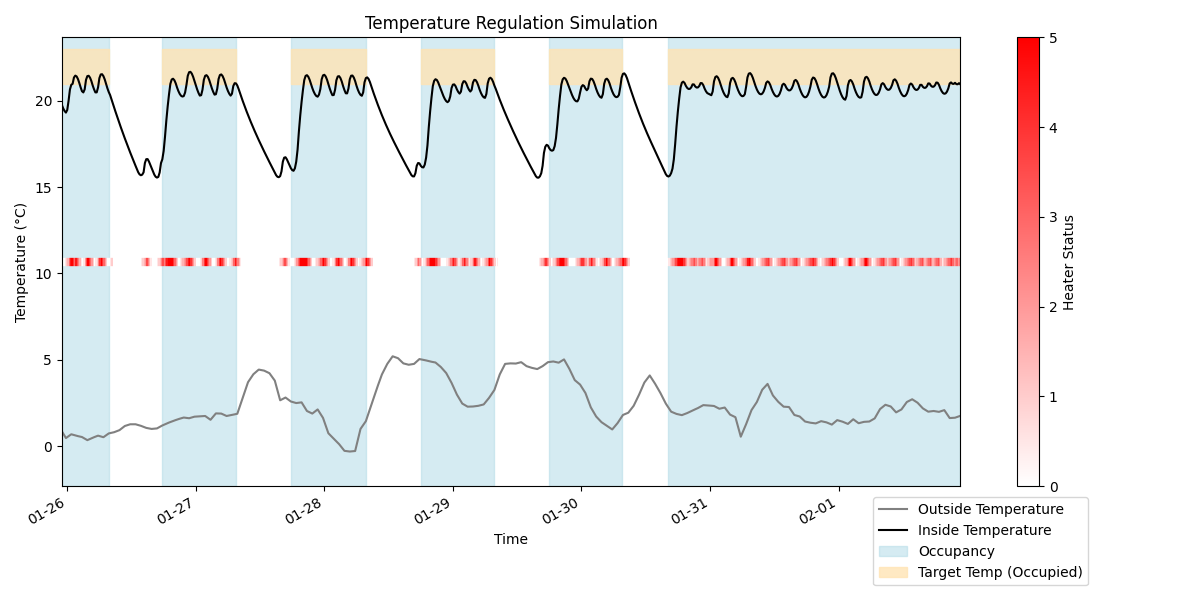 Temperature Regulation Simulation
20
15
10
5
0
Temperature (°C)
01-26
01-27
01-28
01-29
01-30
01-31
02-01
Time
5
4
3
2
1
0
Heater Status
Outside Temperature
Inside Temperature
Occupancy
Target Temp (Occupied)